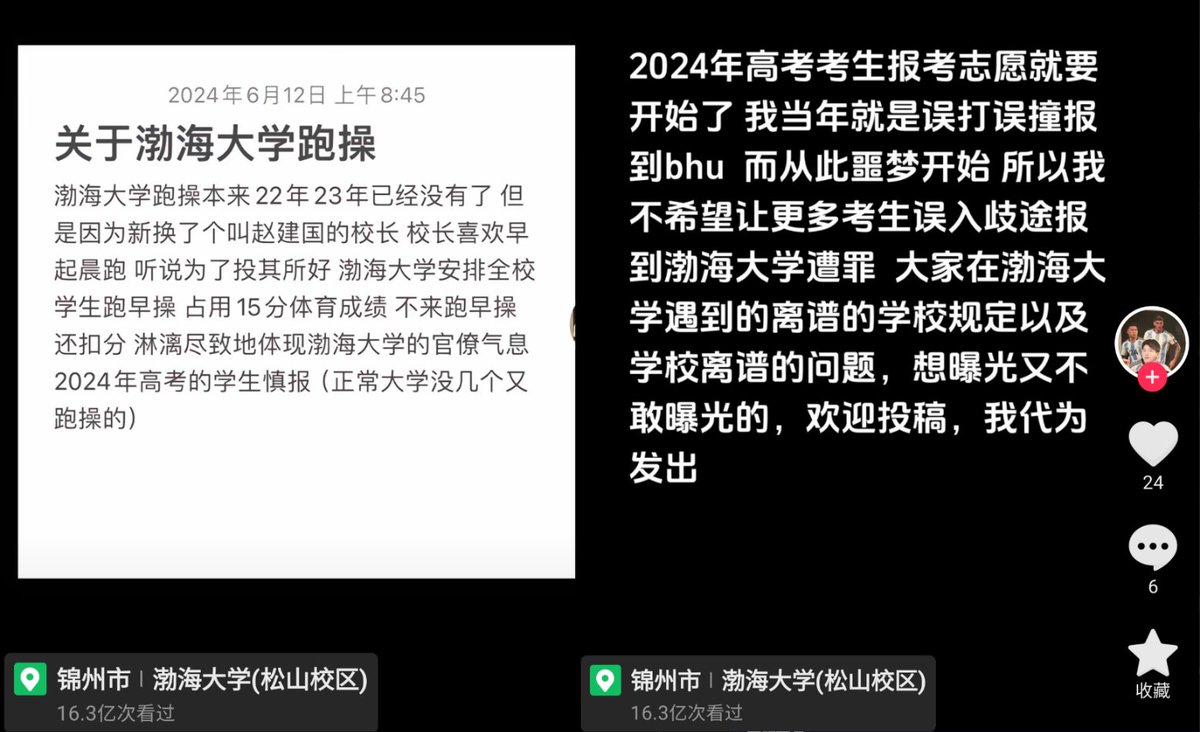 2024年6月12日 上午8:45
关于渤海大学跑操
渤海大学跑操本来22年23年已经没有了 但
是因为新换了个叫赵建国的校长 校长喜欢早
起晨跑 听说为了投其所好 渤海大学安排全校
学生跑早操 占用15分体育成绩 不来跑早操
还扣分 淋漓尽致地体现渤海大学的官僚气息
2024年高考的学生慎报（正常大学没几个又
跑操的）
锦州市 | 渤海大学(松山校区)
16.3亿次看过
2024年高考考生报考志愿就要
开始了 我当年就是误打误撞报
到bhu 而从此噩梦开始 所以我
不希望让更多考生误入歧途报
到渤海大学遭罪 大家在渤海大
学遇到的离谱的学校规定以及
学校离谱的问题，想曝光又不
敢曝光的，欢迎投稿，我代为
发出
锦州市 | 渤海大学(松山校区)
16.3亿次看过
24
6
收藏